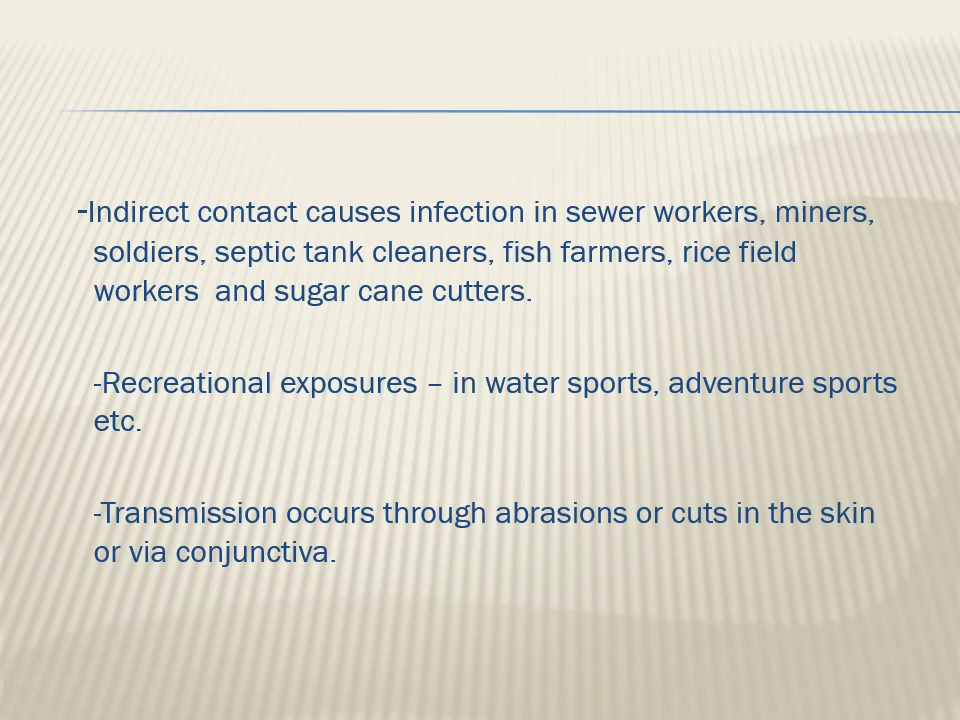 -Indirect contact causes infection in sewer workers, miners,
soldiers, septic tank cleaners, fish farmers, rice field
workers  and sugar cane cutters.
-Recreational exposures – in water sports, adventure sports
etc.
-Transmission occurs through abrasions or cuts in the skin
or via conjunctiva.